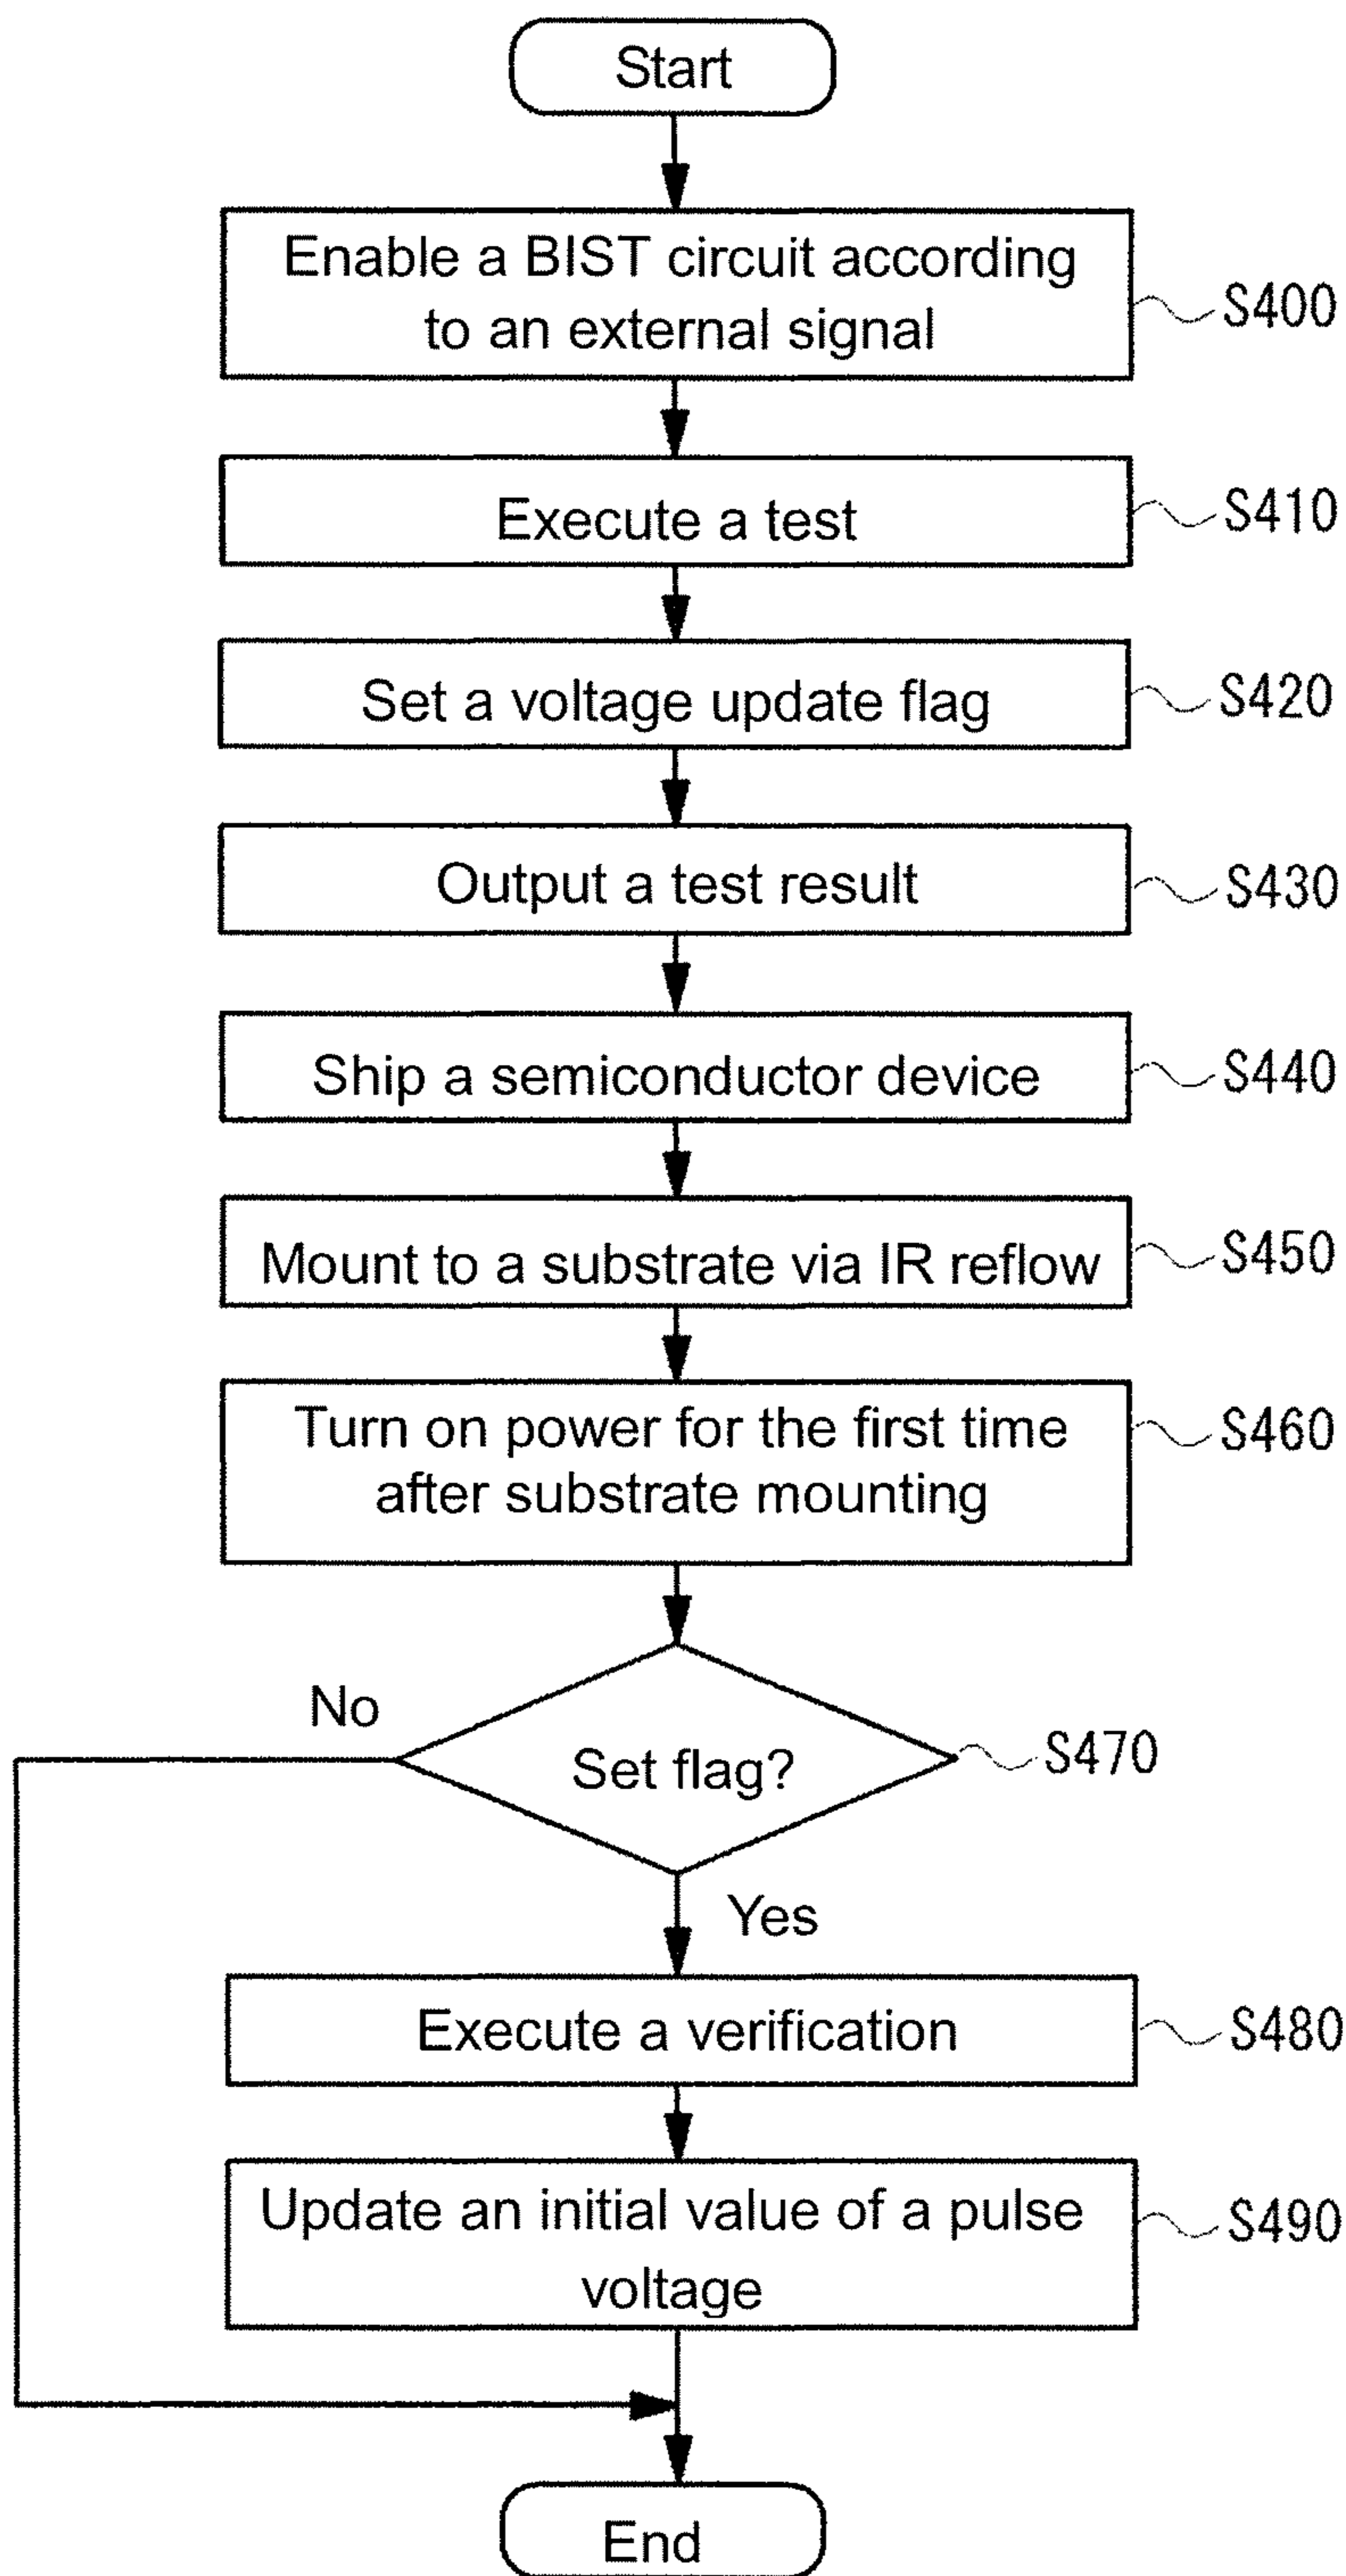 Start
Enable a BIST circuit according
to an external signal
S400
Execute a test
S410
Set a voltage update flag
S420
Output a test result
S430
Ship a semiconductor device
S440
Mount to a substrate via IR reflow
S450
Turn on power for the first time
after substrate mounting
S460
No
Set flag?
S470
Yes
Execute a verification
S480
Update an initial value of a pulse
voltage
S490
End